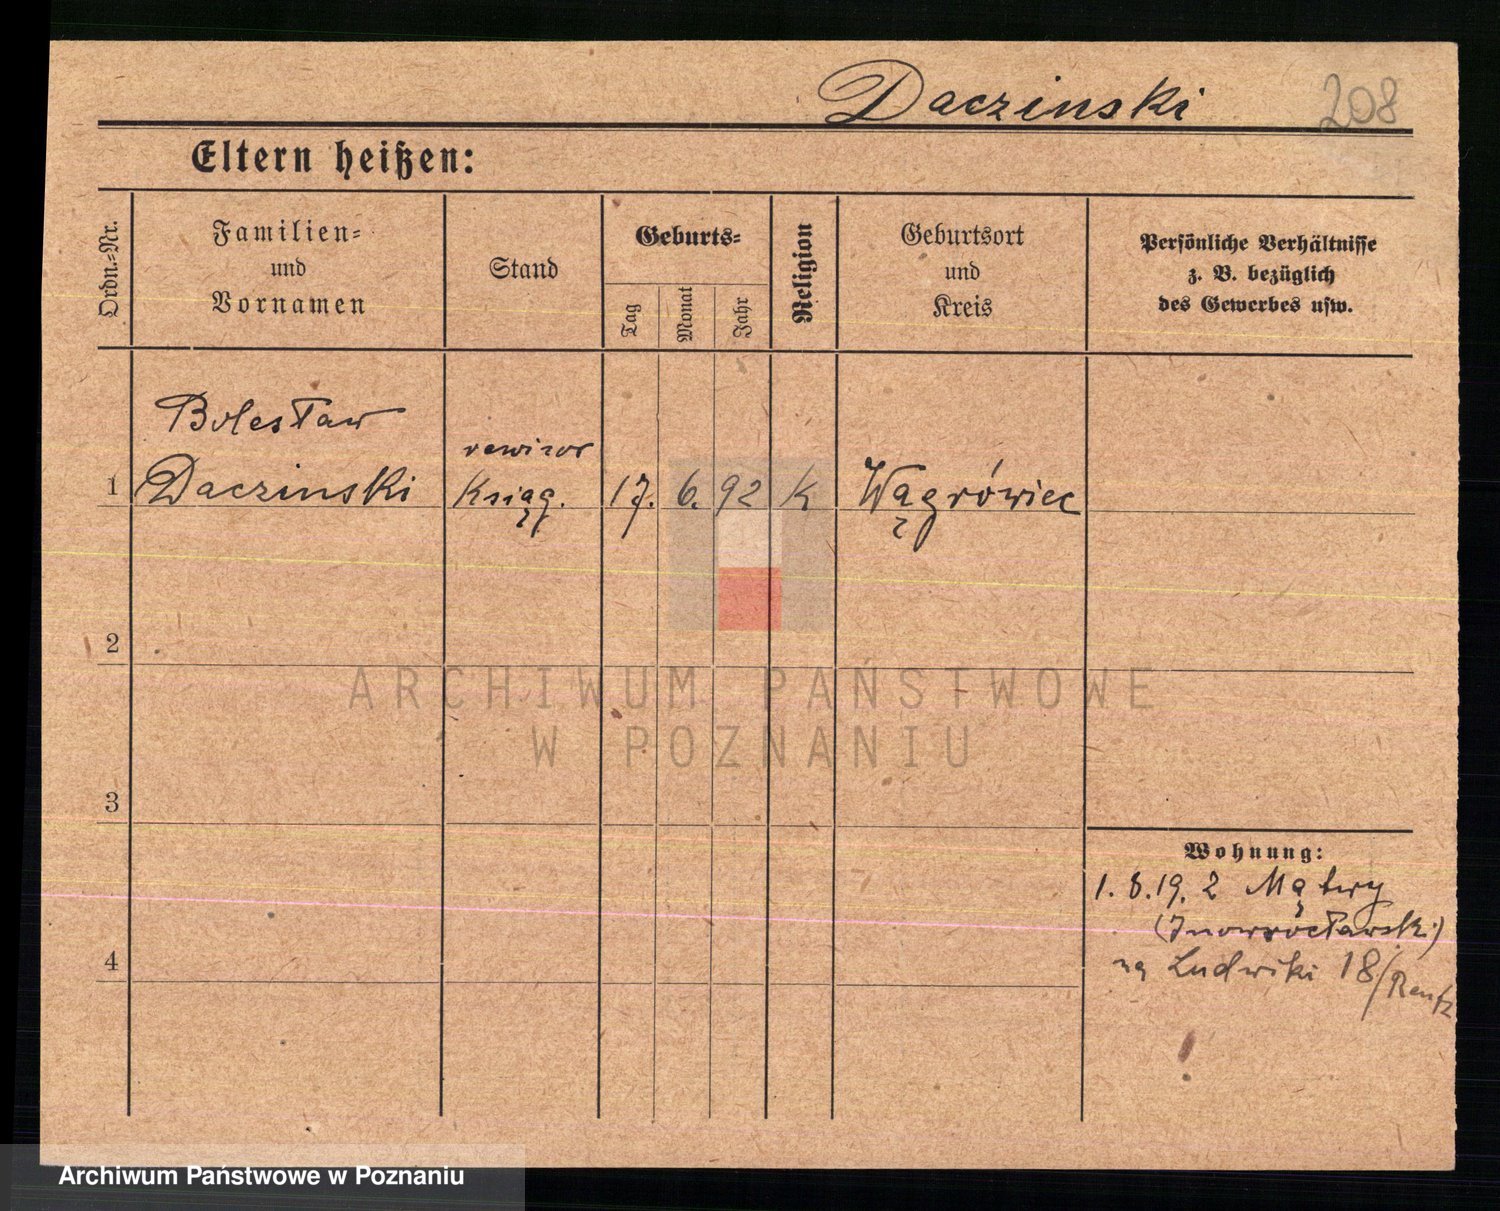 Daczinski 208
Eltern heißen:
Ordn.-Nr.
Familien-
und
Vornamen
Stand
Geburts-
Tag
Monat
Jahr
Religion
Geburtsort
und
Kreis
Persönliche Verhältnisse
z. B. bezüglich
des Gewerbes usw.
Bolesław
1 Daczinski
rewizor
Książg.
17. 6. 92 K Wągrówiec
2
3
4
ARCHIWUM PAŃSTWOWE
W POZNANIU
Wohnung:
1. 8. 19. 2 Mątwy
(Inowrocławski)
Ludwiki 18/
Archiwum Państwowe w Poznaniu